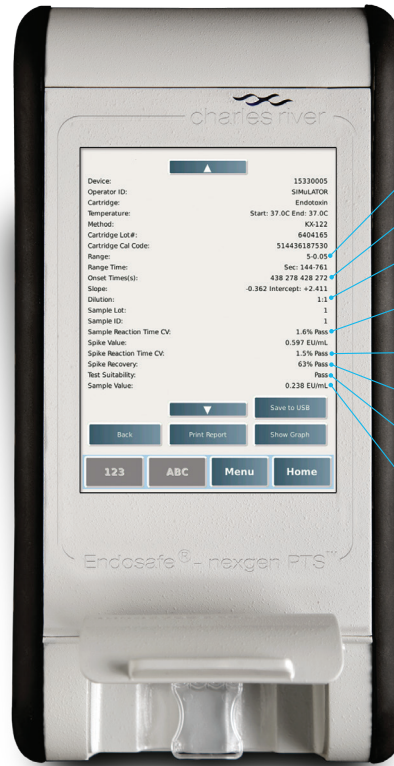 charles river
▲
Device: 15330005
Operator ID: SIMuLATOR
Cartridge: Endotoxin
Temperature: Start: 37.0C End: 37.0C
Method: KX-122
Cartridge Lot#: 6404165
Cartridge Cal Code: 514436187530
Range: 5-0.05
Range Time: Sec: 144-761
Onset Times(s): 438 278 428 272
Slope: -0.362 Intercept: +2.411
Dilution: 1:1
Sample Lot: 1
Sample ID: 1
Sample Reaction Time CV: 1.6% Pass
Spike Value: 0.597 EU/mL
Spike Reaction Time CV: 1.5% Pass
Spike Recovery: 63% Pass
Test Suitability: Pass
Sample Value: 0.238 EU/mL
▼ Save to USB
Back Print Report Show Graph
123 ABC Menu Home
Endosafe®-nexgen PTS™